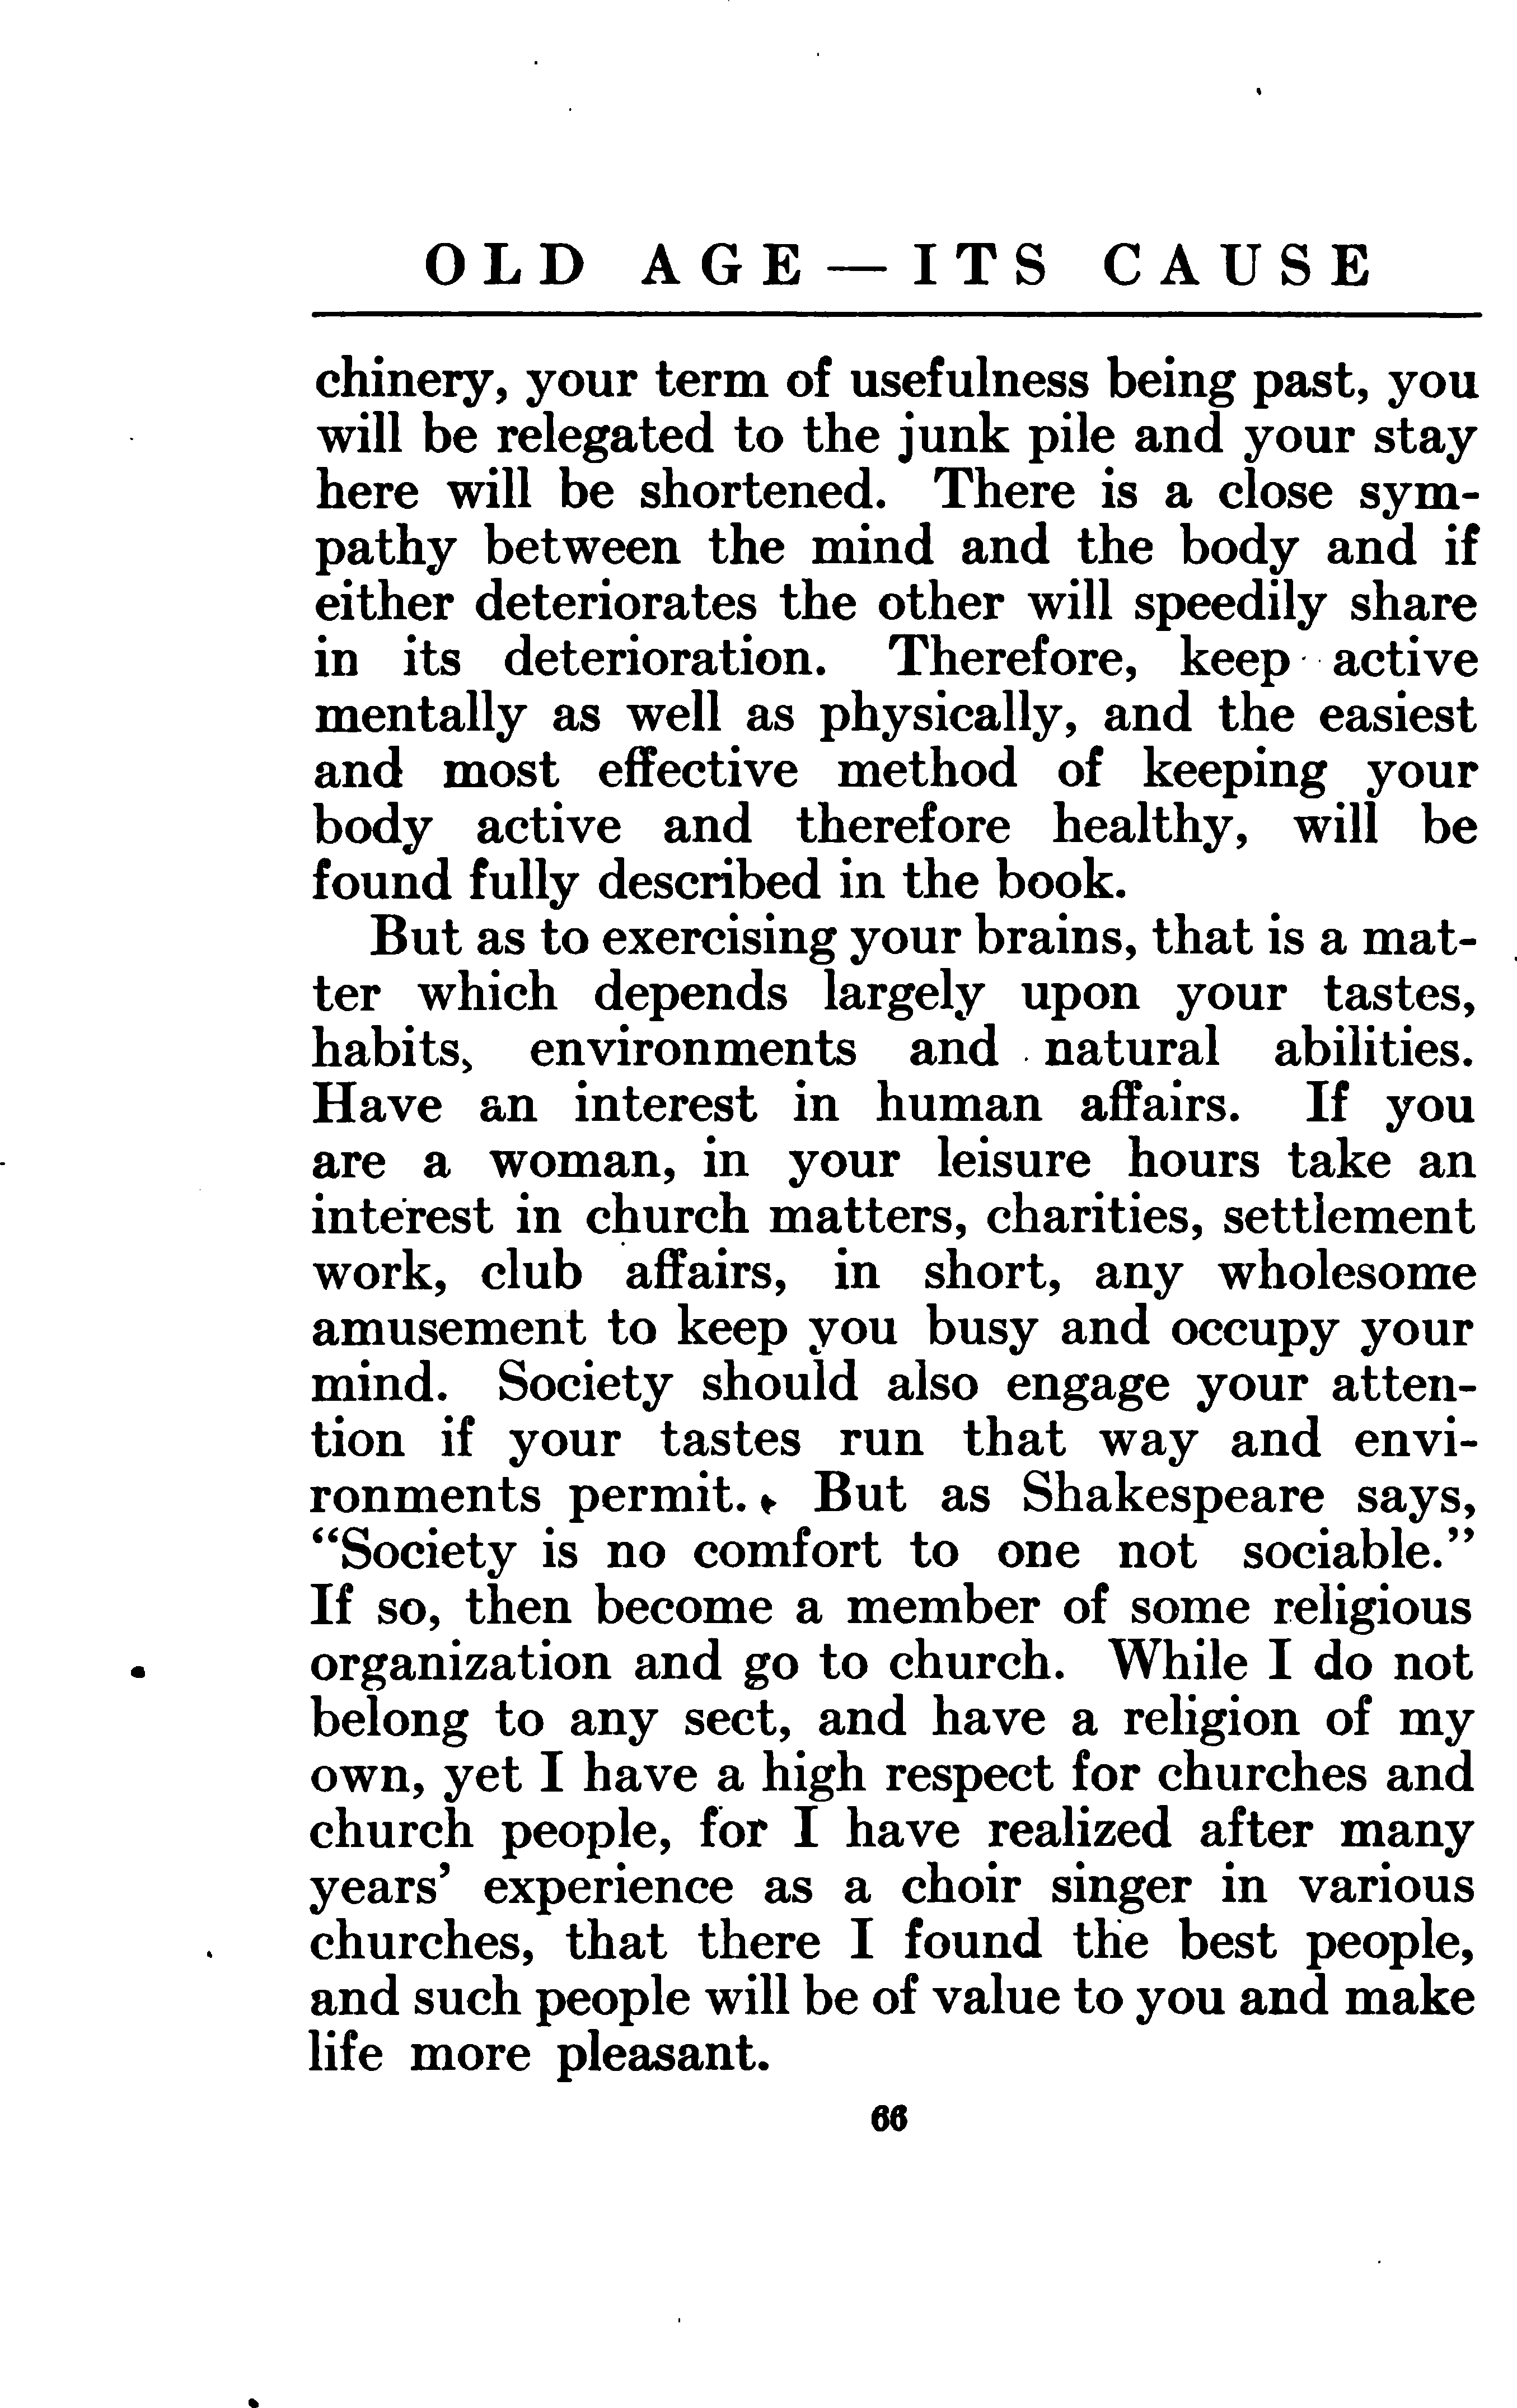 OLD AGE—ITS CAUSE
chinery, your term of usefulness being past, you
will be relegated to the junk pile and your stay
here will be shortened. There is a close sym-
pathy between the mind and the body and if
either deteriorates the other will speedily share
in its deterioration. Therefore, keep active
mentally as well as physically, and the easiest
and most effective method of keeping your
body active and therefore healthy, will be
found fully described in the book.
But as to exercising your brains, that is a mat-
ter which depends largely upon your tastes,
habits, environments and natural abilities.
Have an interest in human affairs. If you
are a woman, in your leisure hours take an
interest in church matters, charities, settlement
work, club affairs, in short, any wholesome
amusement to keep you busy and occupy your
mind. Society should also engage your atten-
tion if your tastes run that way and envi-
ronments permit. But as Shakespeare says,
“Society is no comfort to one not sociable.”
If so, then become a member of some religious
organization and go to church. While I do not
belong to any sect, and have a religion of my
own, yet I have a high respect for churches and
church people, for I have realized after many
years’ experience as a choir singer in various
churches, that there I found the best people,
and such people will be of value to you and make
life more pleasant.
66